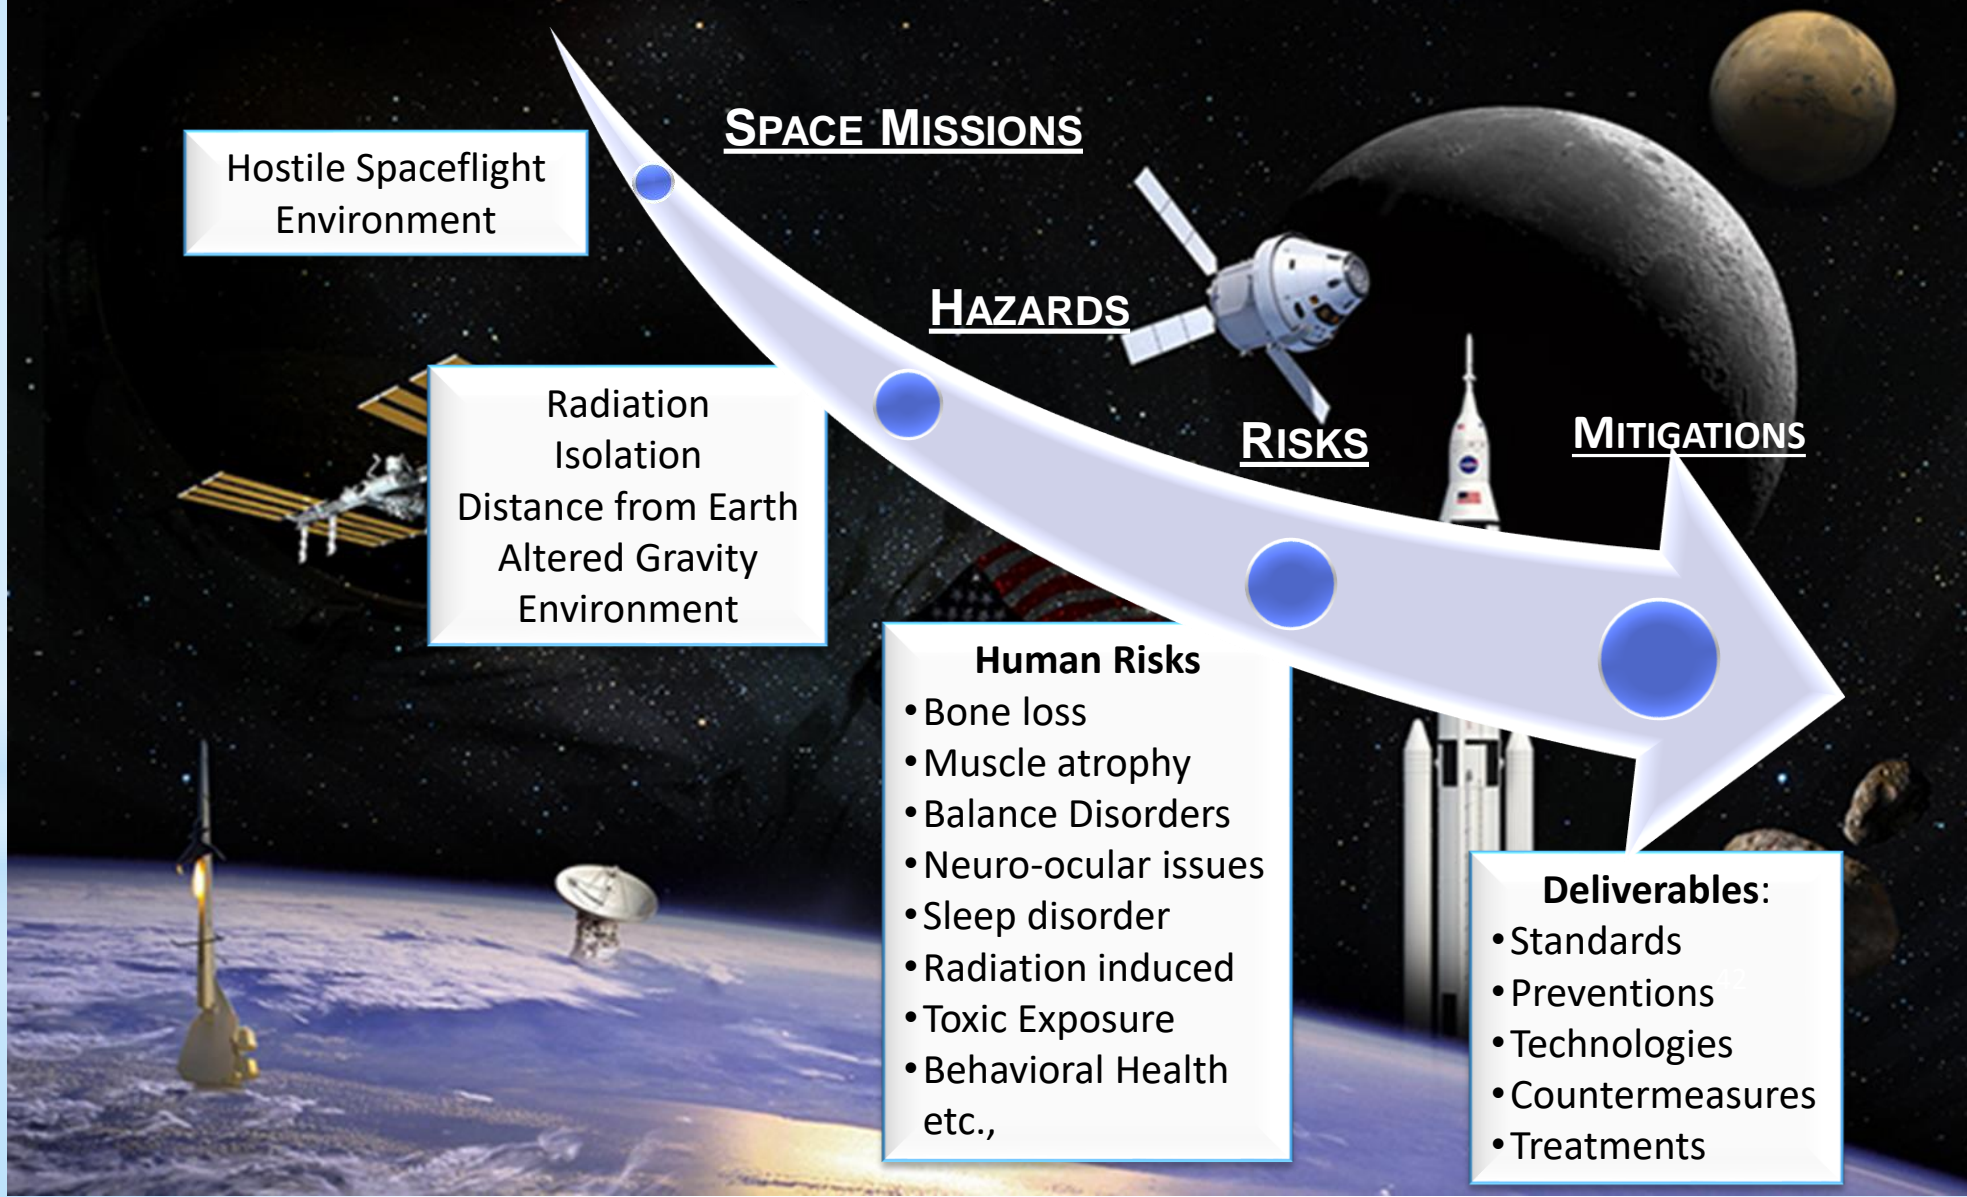 SPACE MISSIONS
Hostile Spaceflight
Environment
HAZARDS
Radiation
Isolation
Distance from Earth
Altered Gravity
Environment
RISKS
Human Risks
•Bone loss
•Muscle atrophy
•Balance Disorders
•Neuro-ocular issues
•Sleep disorder
•Radiation induced
•Toxic Exposure
•Behavioral Health
etc.,
MITIGATIONS
Deliverables:
•Standards
•Preventions
•Technologies
•Countermeasures
•Treatments
42